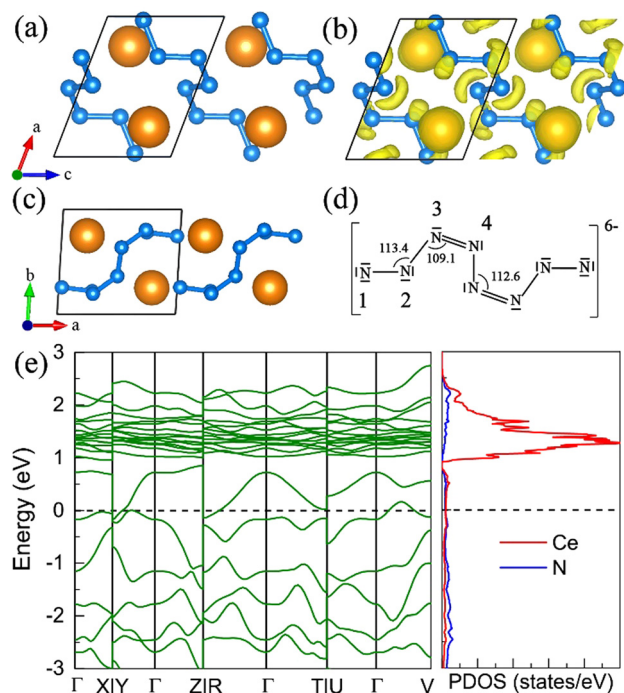 (a)
(b)
a
c
(c)
(d)
b
a
3
4
6-
N
N
113.4
109.1
N
N
1
2
N
112.6
N
N
N
(e)
3
2
1
0
-1
-2
-3
Energy (eV)
Γ X|Y Γ Z|R Γ T|U Γ V
Ce
N
PDOS (states/eV)